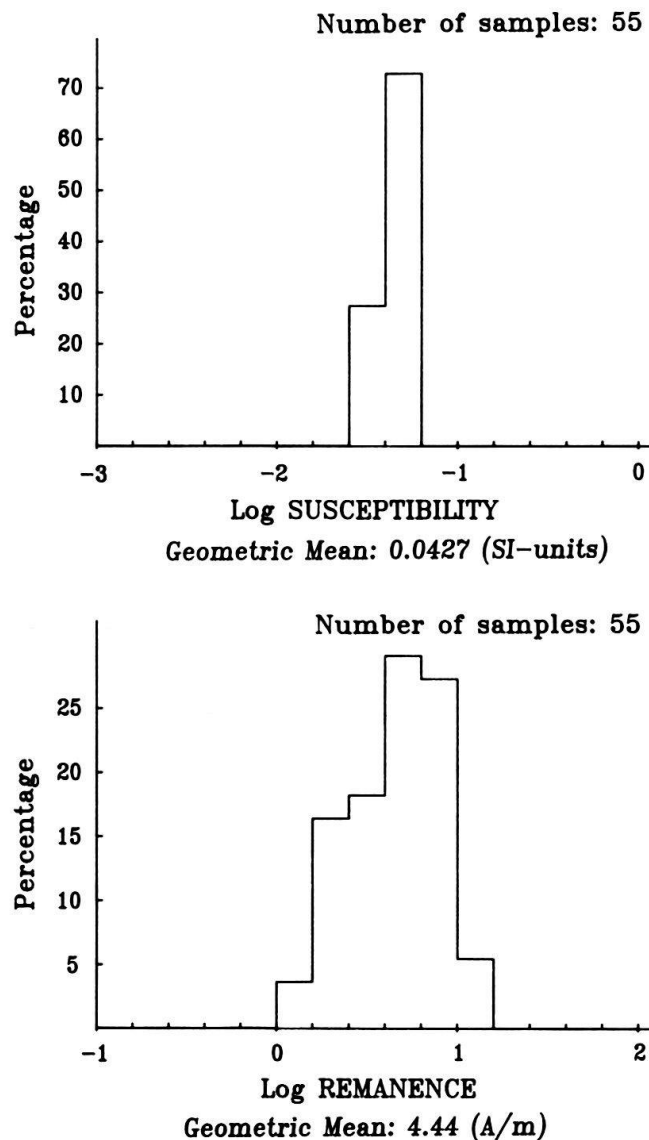 Number of samples: 55
70
60
50
40
30
20
10
Percentage
-3 -2 -1 0
Log SUSCEPTIBILITY
Geometric Mean: 0.0427 (SI-units)
Number of samples: 55
25
20
15
10
5
Percentage
-1 0 1 2
Log REMANENCE
Geometric Mean: 4.44 (A/m)